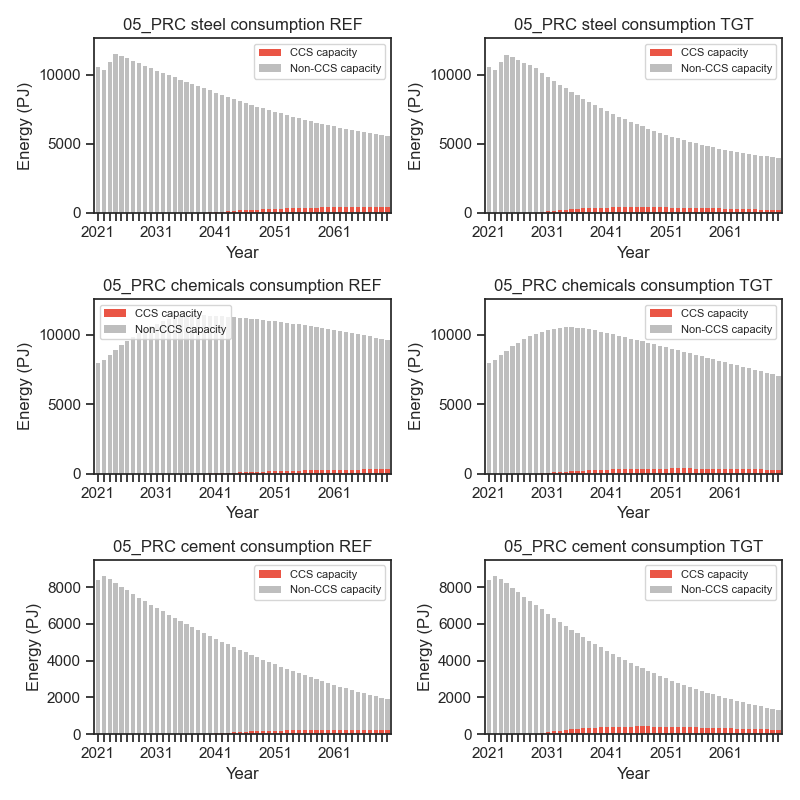 05_PRC steel consumption REF
CCS capacity
Non-CCS capacity
10000
5000
0
Energy (PJ)
2021 2031 2041 2051 2061
Year
05_PRC steel consumption TGT
CCS capacity
Non-CCS capacity
10000
5000
0
Energy (PJ)
2021 2031 2041 2051 2061
Year
05_PRC chemicals consumption REF
CCS capacity
Non-CCS capacity
10000
5000
0
Energy (PJ)
2021 2031 2041 2051 2061
Year
05_PRC chemicals consumption TGT
CCS capacity
Non-CCS capacity
10000
5000
0
Energy (PJ)
2021 2031 2041 2051 2061
Year
05_PRC cement consumption REF
CCS capacity
Non-CCS capacity
8000
6000
4000
2000
0
Energy (PJ)
2021 2031 2041 2051 2061
Year
05_PRC cement consumption TGT
CCS capacity
Non-CCS capacity
8000
6000
4000
2000
0
Energy (PJ)
2021 2031 2041 2051 2061
Year